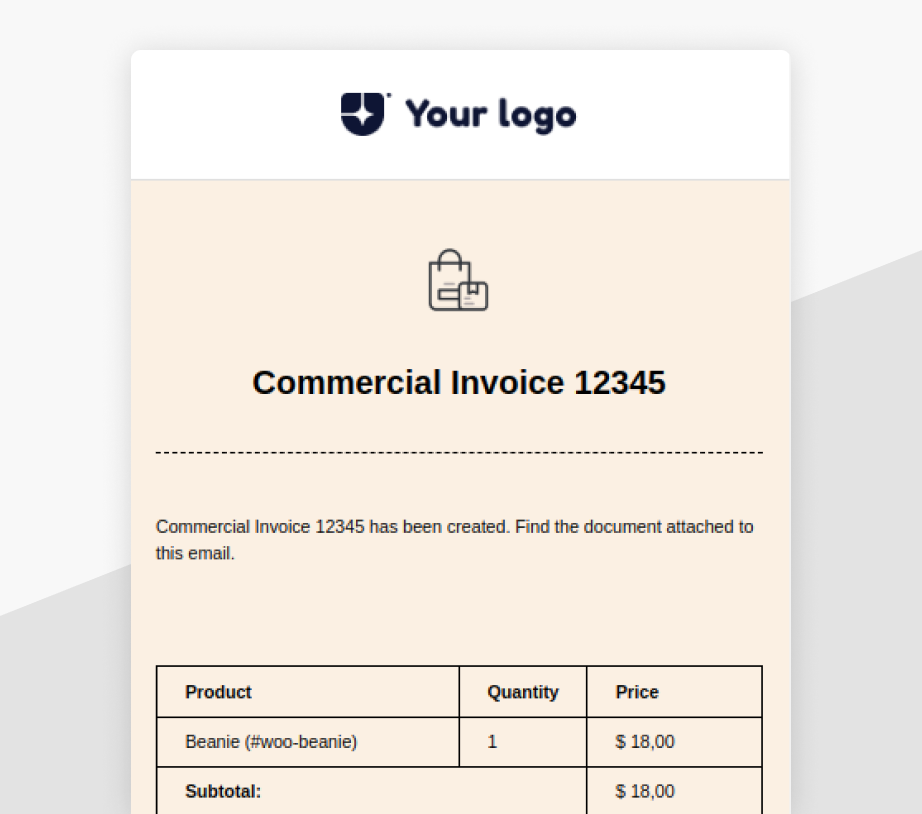 Your logo
Commercial Invoice 12345
Commercial Invoice 12345 has been created. Find the document attached to
this email.
Product Quantity Price
Beanie (#woo-beanie) 1 $ 18,00
Subtotal: $ 18,00